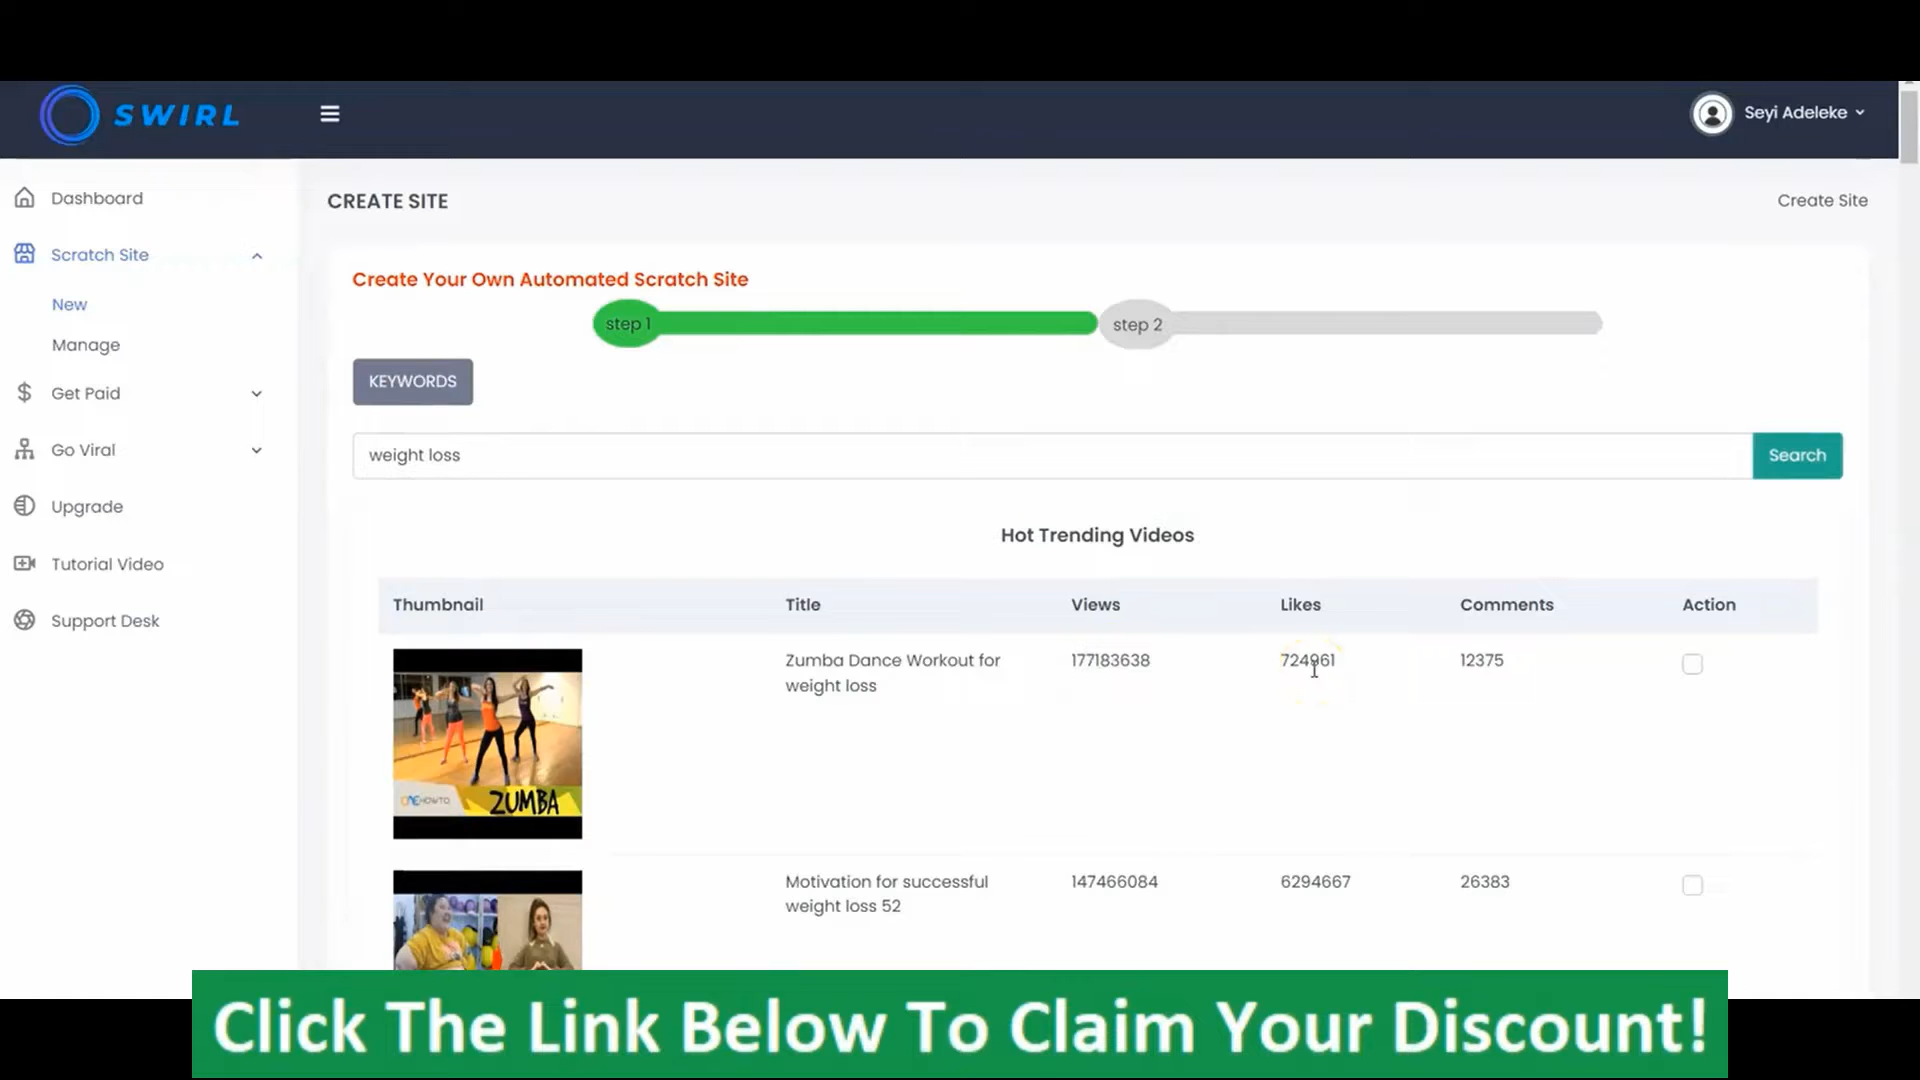 SWIRL
Seyi Adeleke
Dashboard
Scratch Site
New
Manage
Get Paid
Go Viral
Upgrade
Tutorial Video
Support Desk
CREATE SITE
Create Site
Create Your Own Automated Scratch Site
step 1
step 2
KEYWORDS
weight loss
Search
Hot Trending Videos
Thumbnail Title Views Likes Comments Action
Zumba Dance Workout for
weight loss
177183638
724961
12375
ONEHOWTO
ZUMBA
Motivation for successful
weight loss 52
147466084
6294667
26383
Click The Link Below To Claim Your Discount!